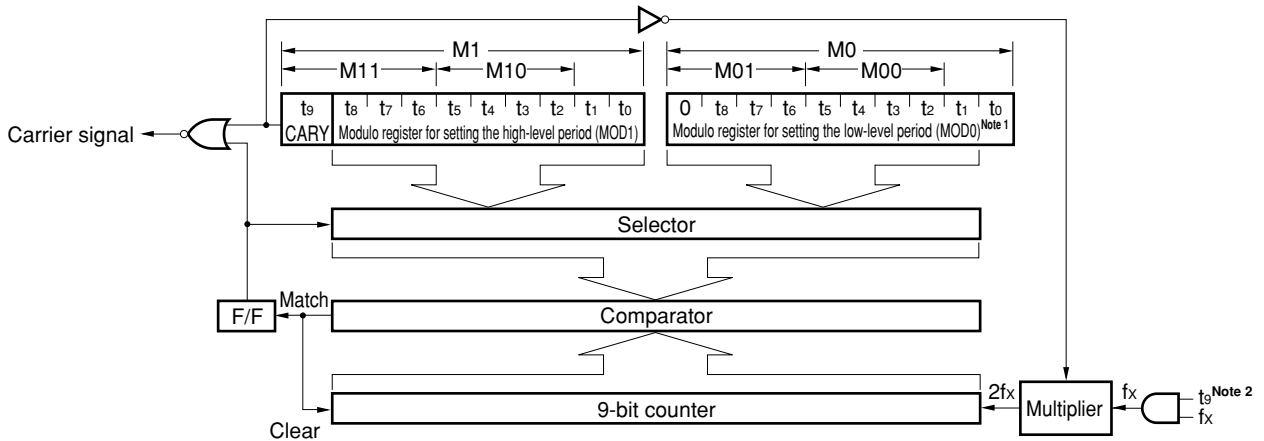 M1
M0
M11 M10
M01 M00
t9 t8 t7 t6 t5 t4 t3 t2 t1 t0
0 t8 t7 t6 t5 t4 t3 t2 t1 t0
Carrier signal
CARY Modulo register for setting the high-level period (MOD1)
Modulo register for setting the low-level period (MOD0)Note 1
Selector
F/F
Match
Comparator
9-bit counter
Clear
2fX
Multiplier
fX
t9Note 2
fX